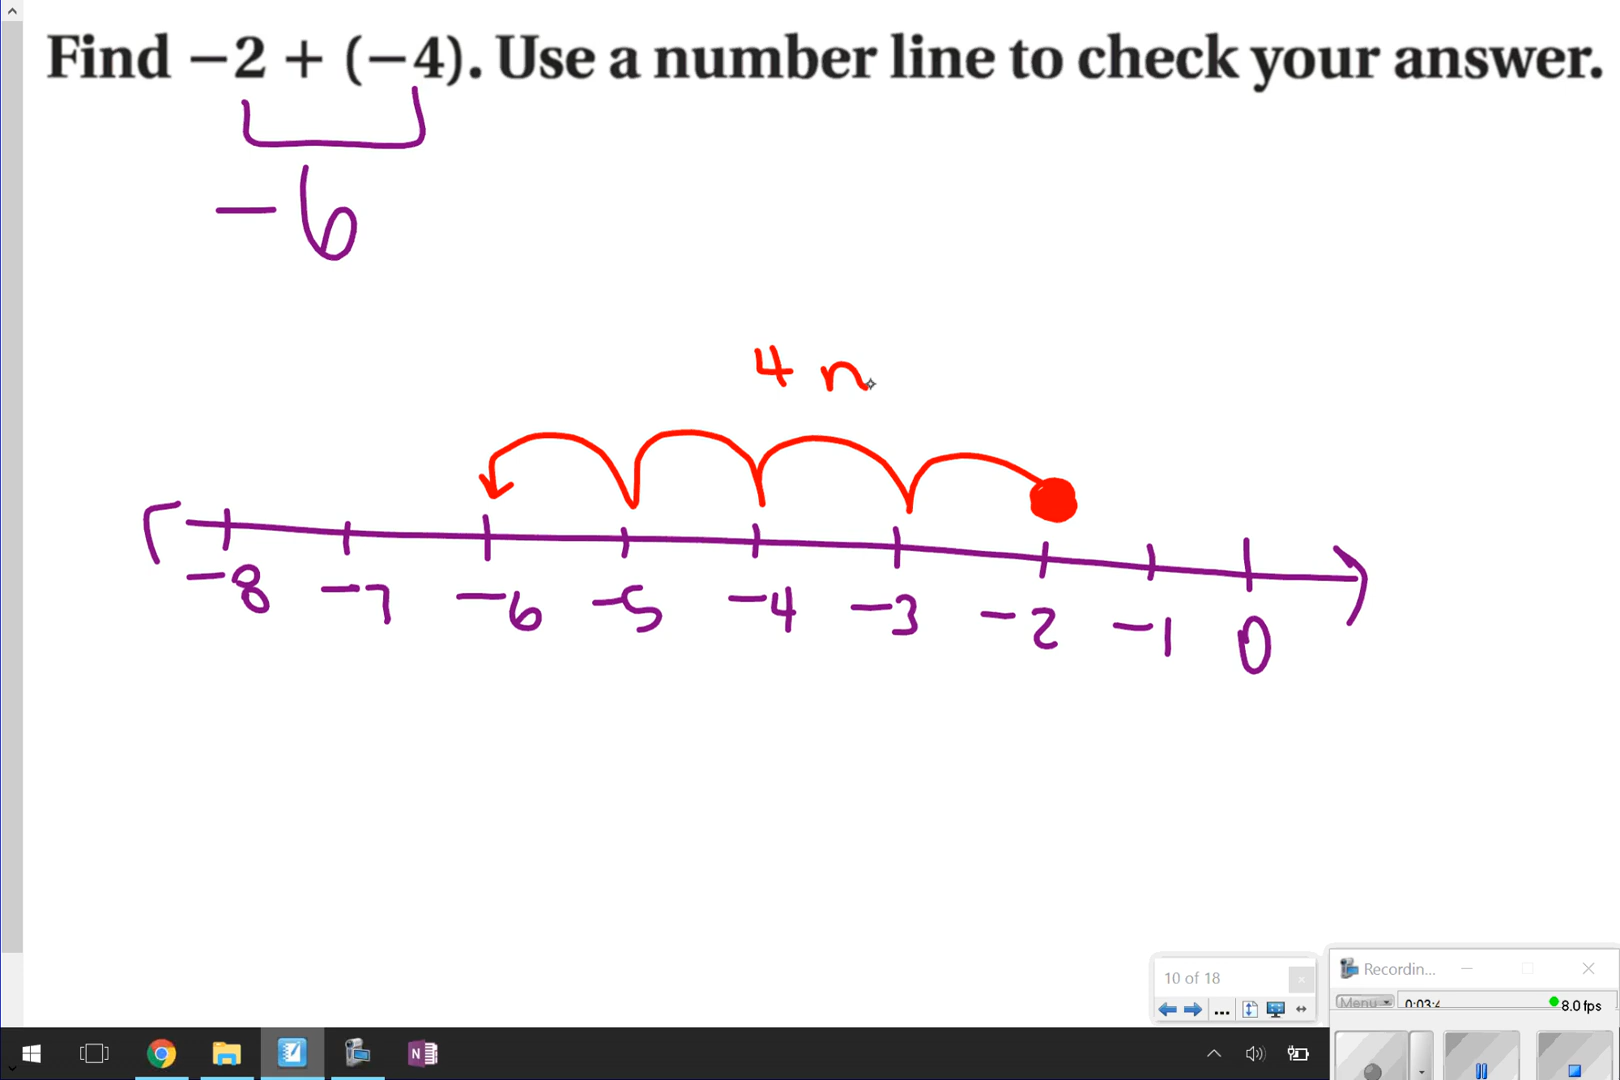 Find −2 + (−4). Use a number line to check your answer.
−6
4 n
−8 −7 −6 −5 −4 −3 −2 −1 0
10 of 18
Recordin...
Menu
8.0 fps
N